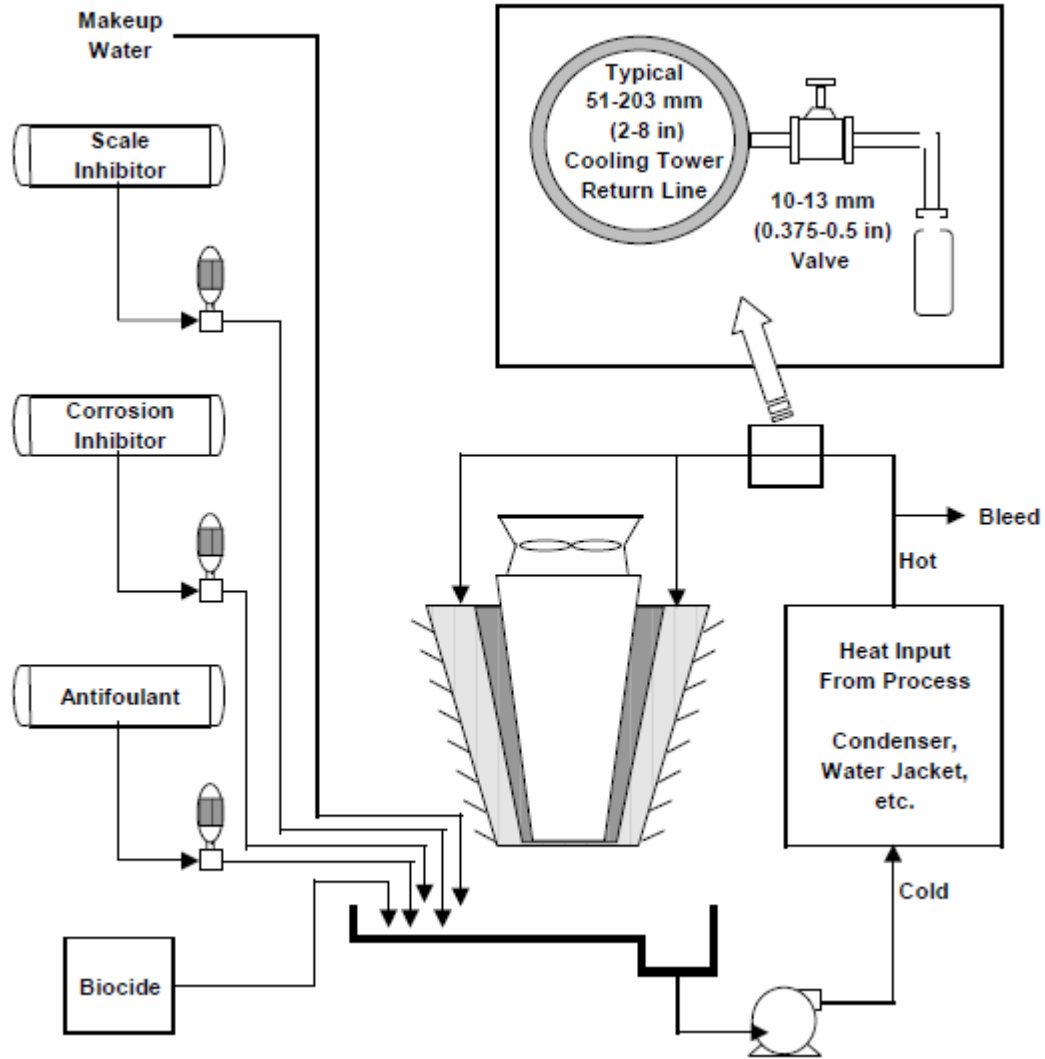 Makeup
Water
Typical
51-203 mm
(2-8 in)
Cooling Tower
Return Line
10-13 mm
(0.375-0.5 in)
Valve
Scale
Inhibitor
Corrosion
Inhibitor
Bleed
Hot
Heat Input
From Process
Condenser,
Water Jacket,
etc.
Antifoulant
Cold
Biocide